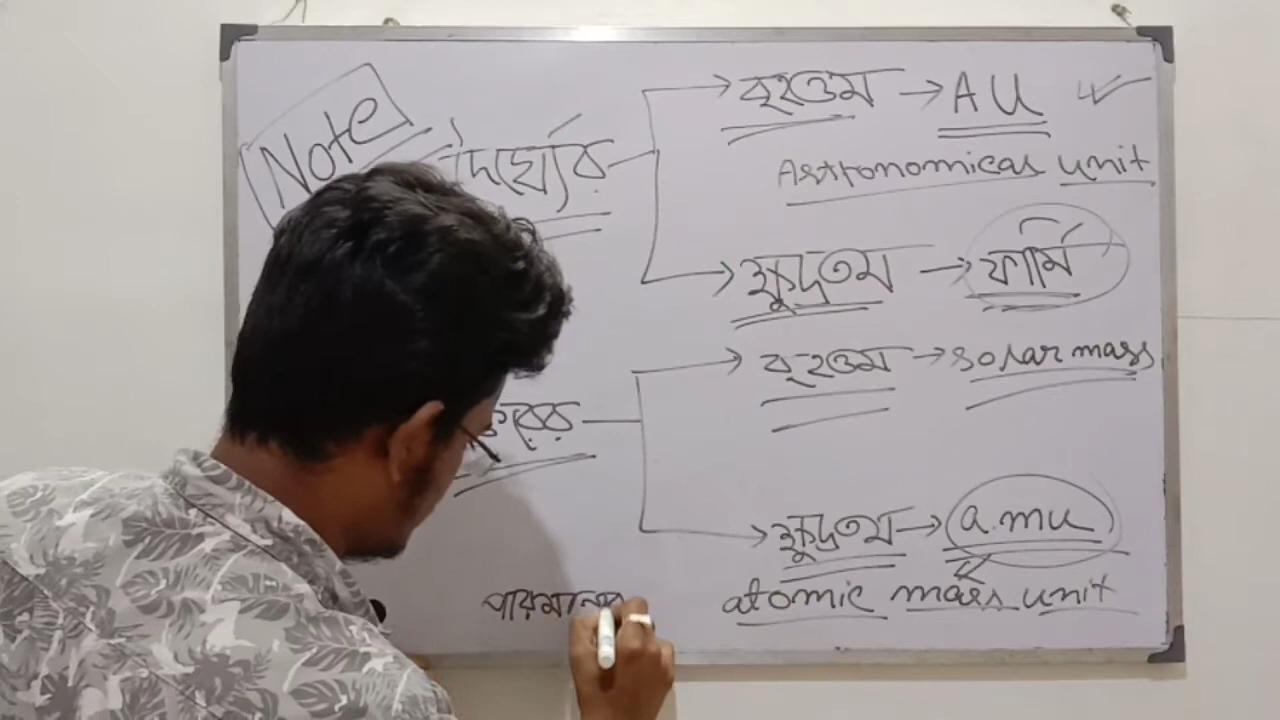 Note
দৈর্ঘ্যের
বৃহত্তম → AU
Astronomical unit
ক্ষুদ্রতম → ফার্মি
বৃহত্তম → solar mass
ক্ষুদ্রতম → a.mu
atomic mass unit